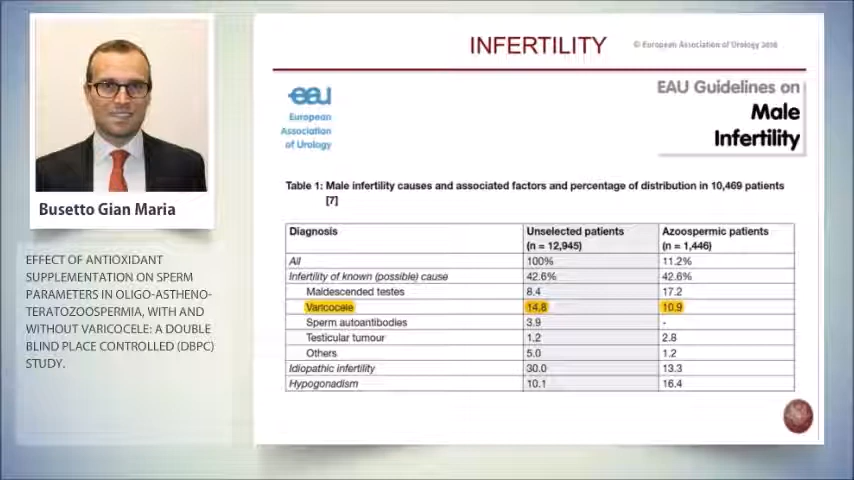 Busetto Gian Maria
EFFECT OF ANTIOXIDANT
SUPPLEMENTATION ON SPERM
PARAMETERS IN OLIGO-ASTHENO-
TERATOZOOSPERMIA, WITH AND
WITHOUT VARICOCELE: A DOUBLE
BLIND PLACE CONTROLLED (DBPC)
STUDY.
INFERTILITY
© European Association of Urology 2018
eau
European
Association
of Urology
EAU Guidelines on
Male
Infertility
Table 1: Male infertility causes and associated factors and percentage of distribution in 10,469 patients
[7]
Diagnosis Unselected patients (n = 12,945) Azoospermic patients (n = 1,446)
All 100% 11.2%
Infertility of known (possible) cause 42.6% 42.6%
Maldescended testes 8.4 17.2
Varicocele 14.8 10.9
Sperm autoantibodies 3.9 -
Testicular tumour 1.2 2.8
Others 5.0 1.2
Idiopathic infertility 30.0 13.3
Hypogonadism 10.1 16.4